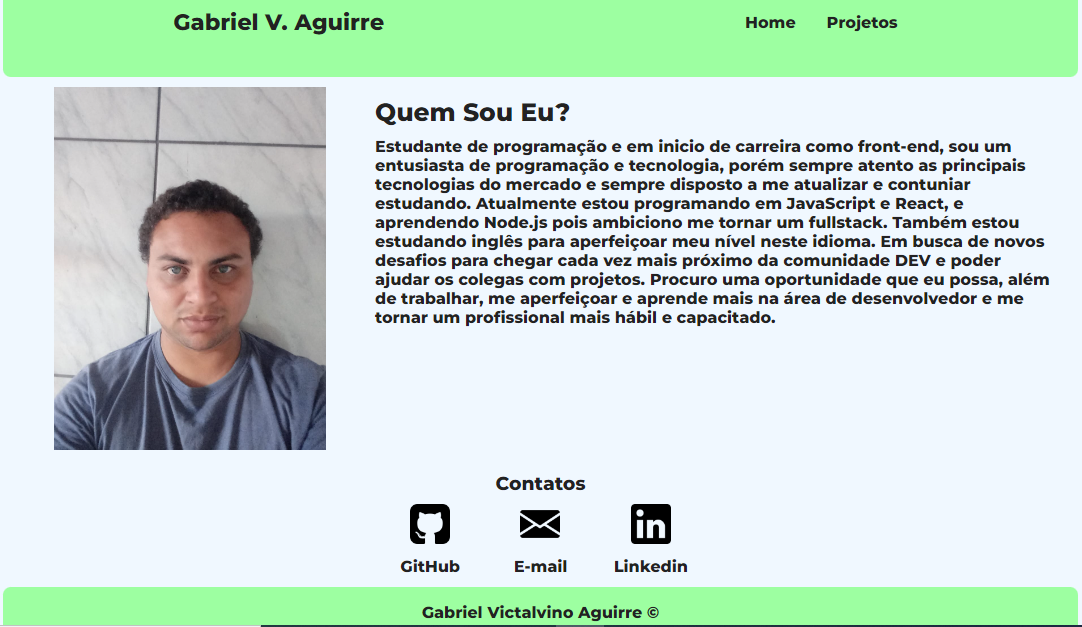 Gabriel V. Aguirre
Home
Projetos
Quem Sou Eu?
Estudante de programação e em inicio de carreira como front-end, sou um
entusiasta de programação e tecnologia, porém sempre atento as principais
tecnologias do mercado e sempre disposto a me atualizar e contuniar
estudando. Atualmente estou programando em JavaScript e React, e
aprendendo Node.js pois ambiciono me tornar um fullstack. Também estou
estudando inglês para aperfeiçoar meu nível neste idioma. Em busca de novos
desafios para chegar cada vez mais próximo da comunidade DEV e poder
ajudar os colegas com projetos. Procuro uma oportunidade que eu possa, além
de trabalhar, me aperfeiçoar e aprende mais na área de desenvolvedor e me
tornar um profissional mais hábil e capacitado.
Contatos
in
GitHub
E-mail
Linkedin
Gabriel Victalvino Aguirre ©